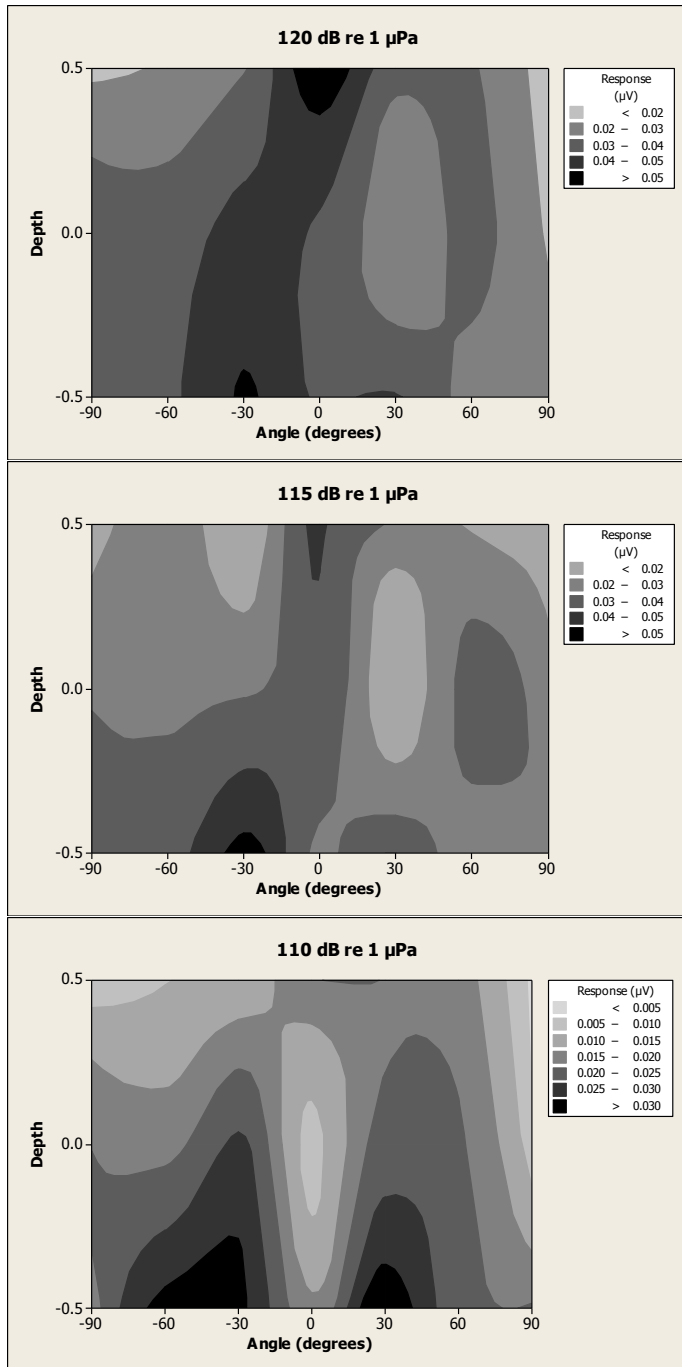 120 dB re 1 µPa
Response
(µV)
< 0.02
0.02 – 0.03
0.03 – 0.04
0.04 – 0.05
> 0.05
0.5
0.0
-0.5
Depth
-90 -60 -30 0 30 60 90
Angle (degrees)
115 dB re 1 µPa
Response
(µV)
< 0.02
0.02 – 0.03
0.03 – 0.04
0.04 – 0.05
> 0.05
0.5
0.0
-0.5
Depth
-90 -60 -30 0 30 60 90
Angle (degrees)
110 dB re 1 µPa
Response (µV)
< 0.005
0.005 – 0.010
0.010 – 0.015
0.015 – 0.020
0.020 – 0.025
0.025 – 0.030
> 0.030
0.5
0.0
-0.5
Depth
-90 -60 -30 0 30 60 90
Angle (degrees)